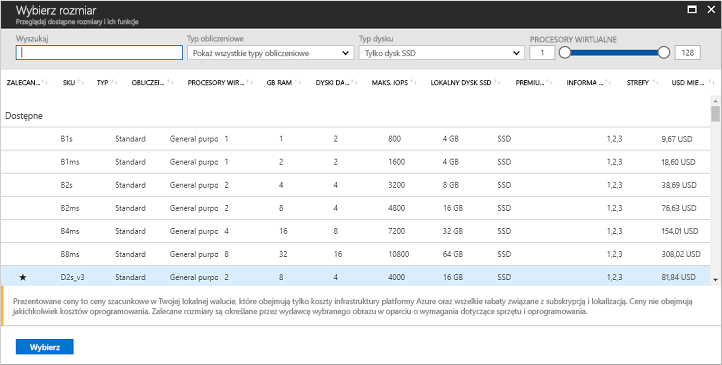 Wybierz rozmiar
Przeglądaj dostępne rozmiary i ich funkcje
Wyszukaj
Typ obliczeniowe
Typ dysku
PROCESORY WIRTUALNE
Pokaż wszystkie typy obliczeniowe
Tylko dysk SSD
1
128
ZALECAN... SKU TYP OBLICZEI... PROCESORY WIR... GB RAM DYSKI DA... MAKS. IOPS LOKALNY DYSK SSD PREMIU... INFORMA ... STREFY USD MIE ...
Dostępne
B1s Standard General purpo 1 1 2 800 4 GB SSD 1,2,3 9,67 USD
B1ms Standard General purpo 1 2 2 1600 4 GB SSD 1,2,3 18,60 USD
B2s Standard General purpo 2 4 4 3200 8 GB SSD 1,2,3 38,69 USD
B2ms Standard General purpo 2 8 4 4800 16 GB SSD 1,2,3 76,63 USD
B4ms Standard General purpo 4 16 8 7200 32 GB SSD 1,2,3 154,01 USD
B8ms Standard General purpo 8 32 16 10800 64 GB SSD 1,2,3 308,02 USD
★ D2s_v3 Standard General purpo 2 8 4 4000 16 GB SSD 1,2,3 81,84 USD
Prezentowane ceny to ceny szacunkowe w Twojej lokalnej walucie, które obejmują tylko koszty infrastruktury platformy Azure oraz wszelkie rabaty związane z subskrypcją i lokalizacją. Ceny nie obejmują
jakichkolwiek kosztów oprogramowania. Zalecane rozmiary są określane przez wydawcę wybranego obrazu w oparciu o wymagania dotyczące sprzętu i oprogramowania.
Wybierz